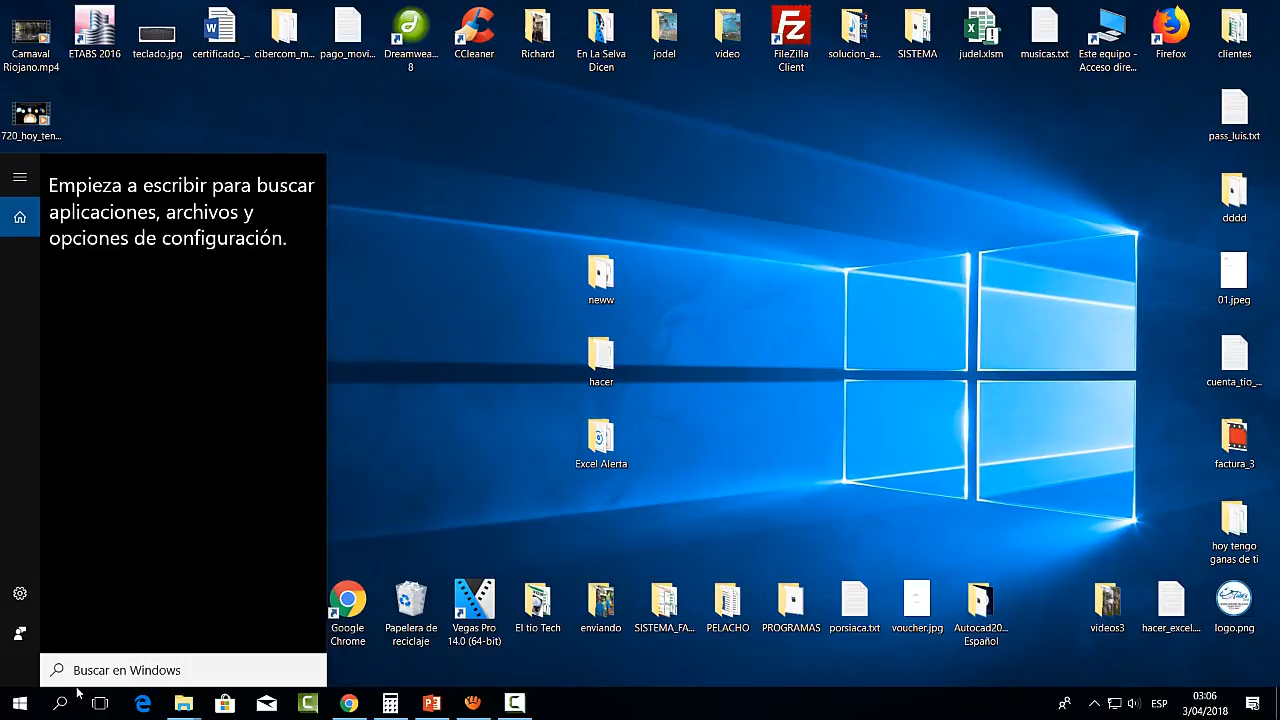 Carnaval
Riojano.mp4
ETABS 2016
teclado.jpg
certificado_...
cibercom_m...
pago_movi...
Dreamweav...
8
CCleaner
Richard
En La Selva
Dicen
jodel
video
FileZilla
Client
solucion_a...
SISTEMA
judel.xlsm
musicas.txt
Este equipo -
Acceso dire...
Firefox
clientes
720_hoy_ten...
pass_luis.txt
Empieza a escribir para buscar
aplicaciones, archivos y
opciones de configuración.
dddd
neww
01.jpeg
hacer
cuenta_tio_...
Excel Alerta
factura_3
hoy tengo
ganas de ti
Google
Chrome
Papelera de
reciclaje
Vegas Pro
14.0 (64-bit)
El tio Tech
enviando
SISTEMA_FA...
PELACHO
PROGRAMAS
porsiaca.txt
voucher.jpg
Autocad20...
Español
videos3
hacer_excel....
logo.png
Buscar en Windows
ESP
03:06
3/04/2018